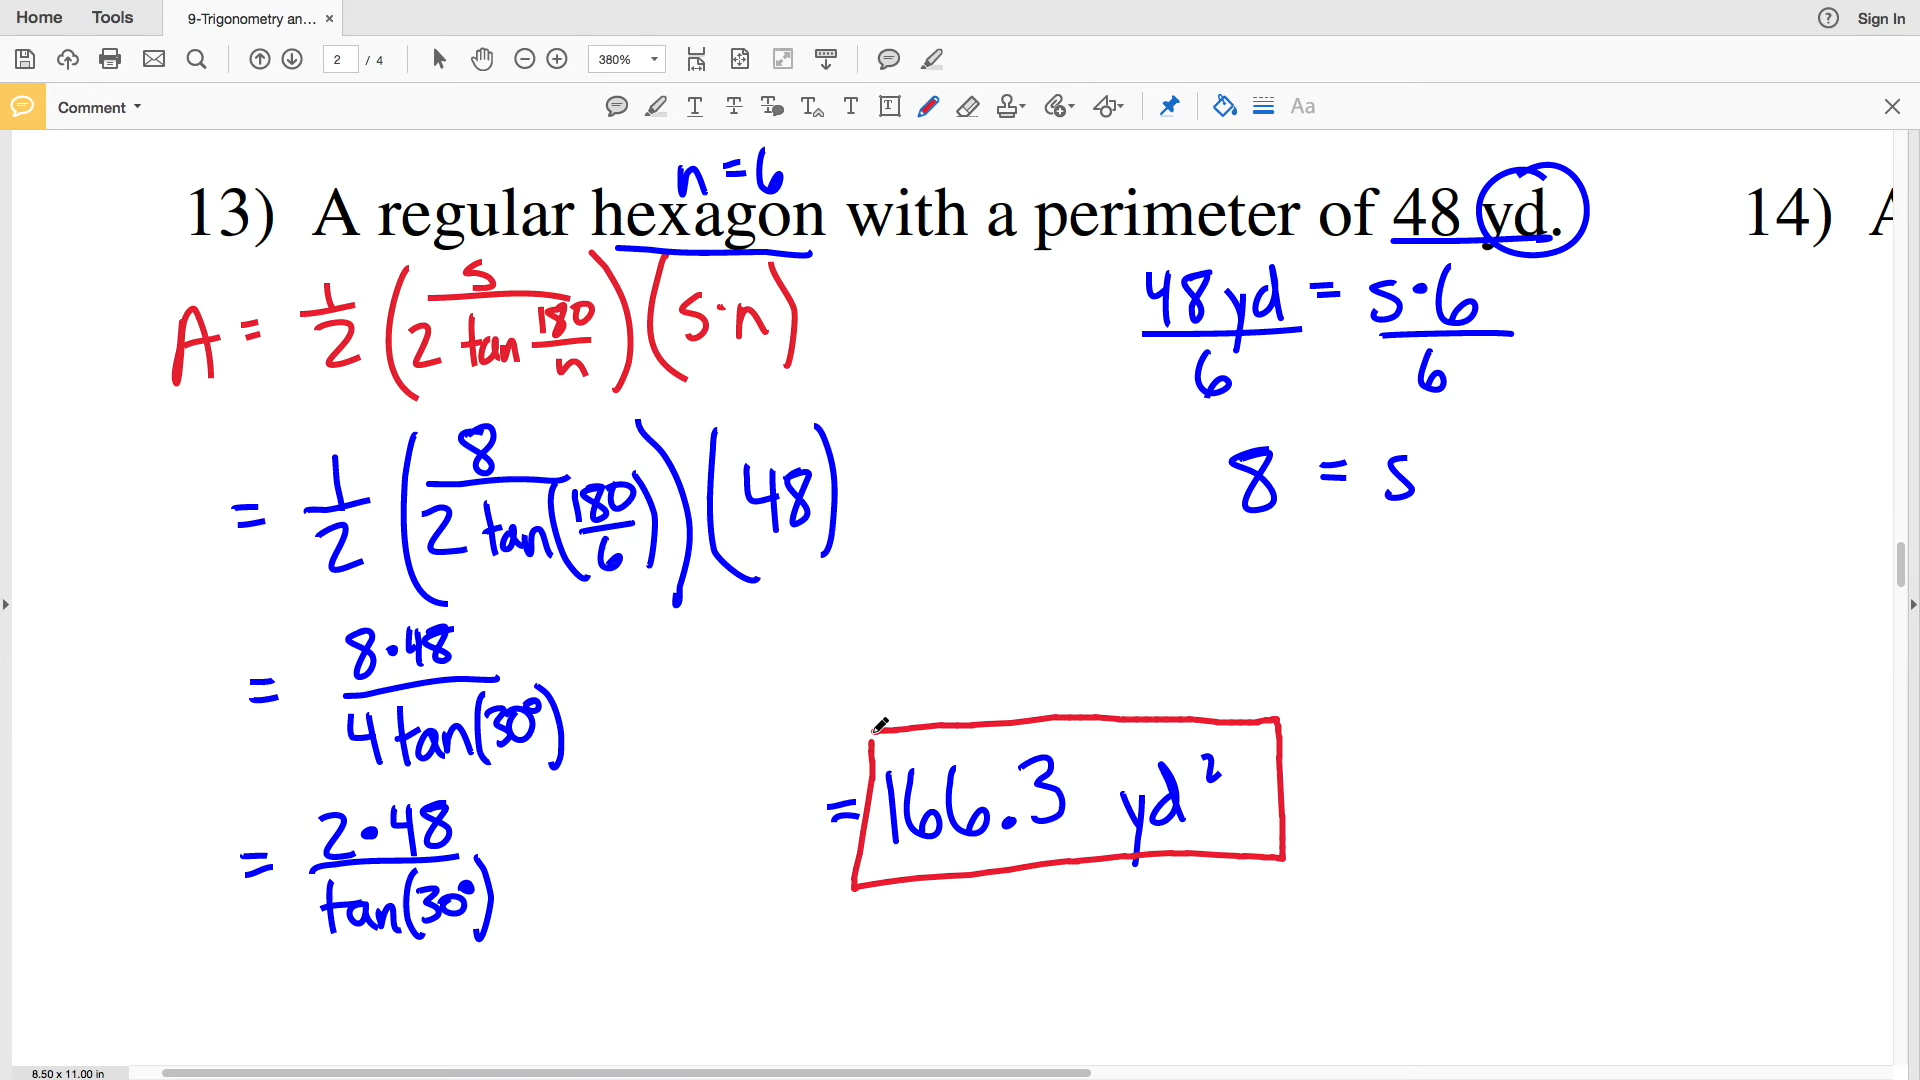 Home Tools 9-Trigonometry an... × Sign In
2 / 4 380%
Comment Aa
n = 6
13) A regular hexagon with a perimeter of 48 yd. 14) A
A = 1/2 (s / (2 tan 180/n)) (s · n)
48 yd / 6 = s · 6 / 6
= 1/2 (8 / (2 tan (180/6))) (48)
8 = s
= 8 · 48 / 4 tan(30°)
= 166.3 yd²
= 2 · 48 / tan(30°)
8.50 x 11.00 in